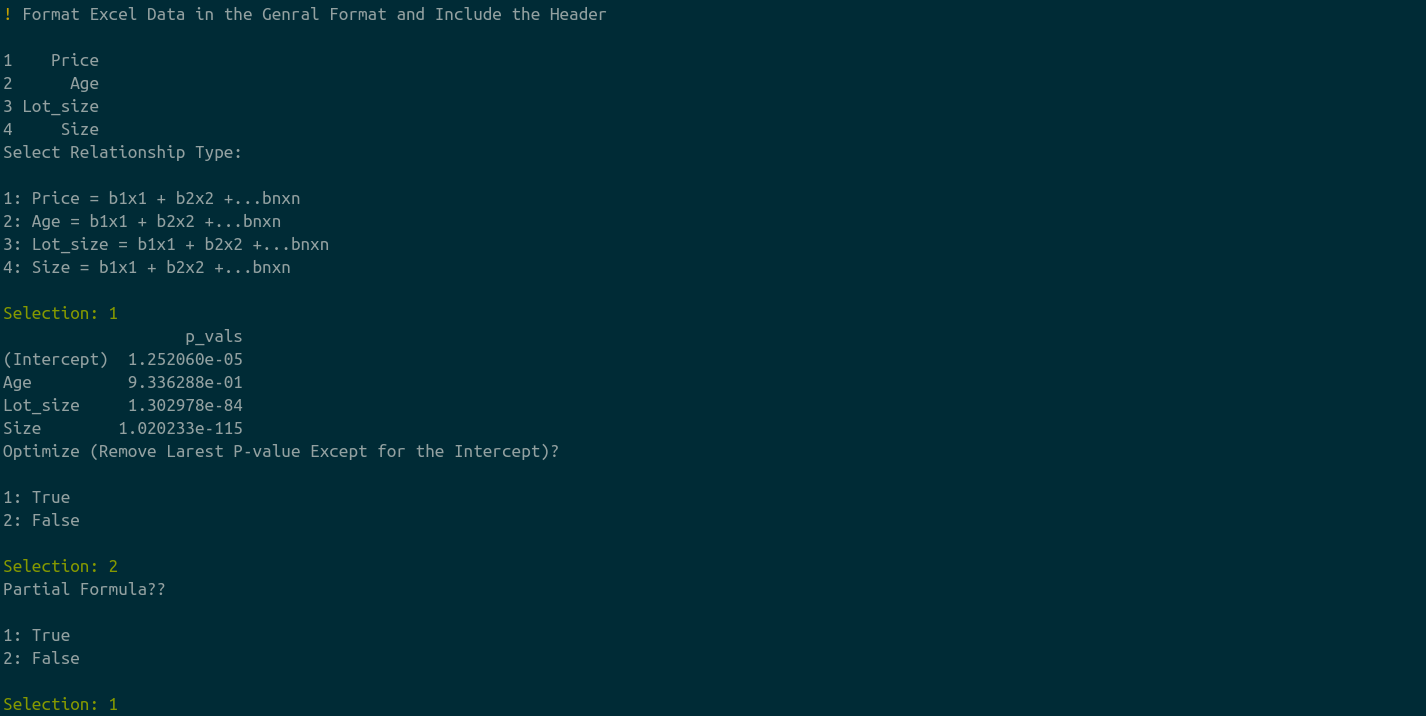 ! Format Excel Data in the Genral Format and Include the Header
1 Price
2 Age
3 Lot_size
4 Size
Select Relationship Type:
1: Price = b1x1 + b2x2 +...bnxn
2: Age = b1x1 + b2x2 +...bnxn
3: Lot_size = b1x1 + b2x2 +...bnxn
4: Size = b1x1 + b2x2 +...bnxn
Selection: 1
p_vals
(Intercept) 1.252060e-05
Age 9.336288e-01
Lot_size 1.302978e-84
Size 1.020233e-115
Optimize (Remove Larest P-value Except for the Intercept)?
1: True
2: False
Selection: 2
Partial Formula??
1: True
2: False
Selection: 1